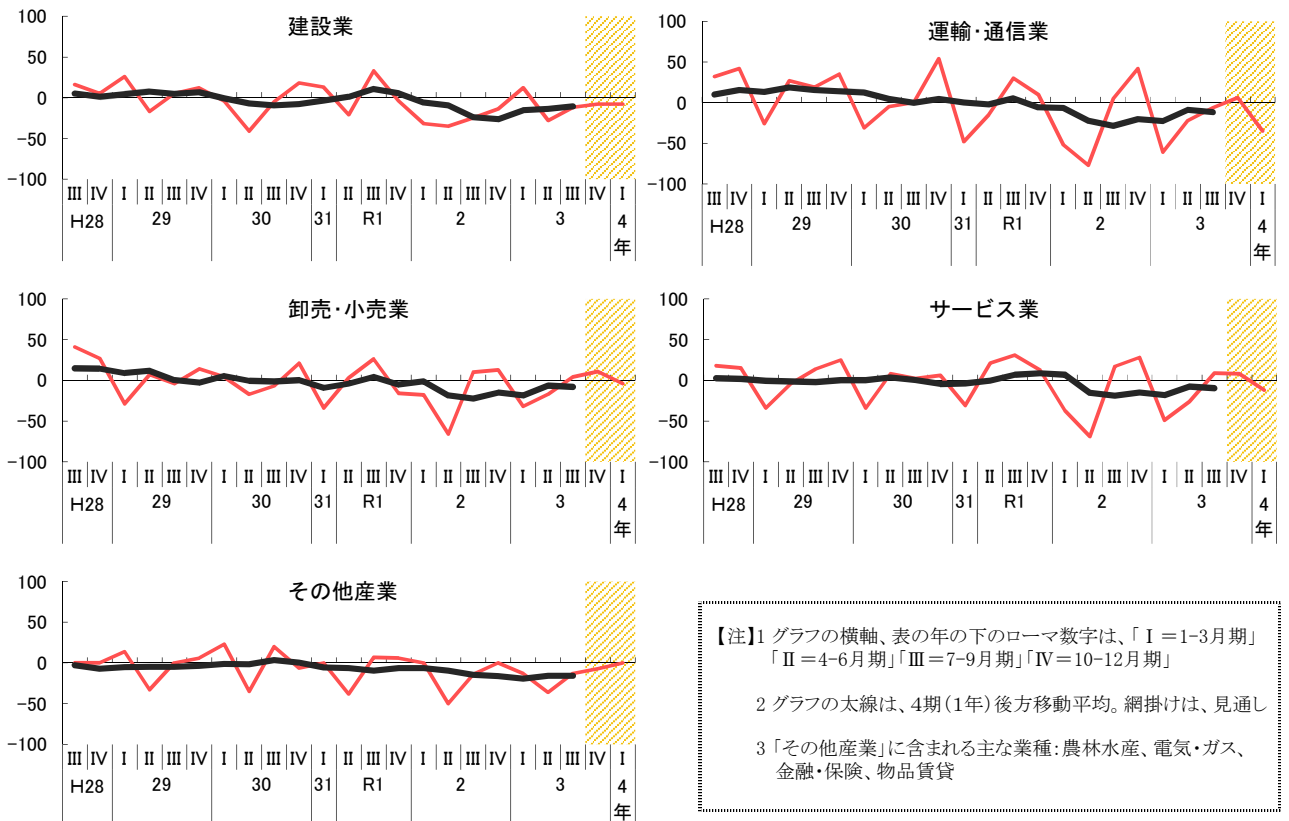 建設業
100
50
0
-50
-100
Ⅲ Ⅳ Ⅰ Ⅱ Ⅲ Ⅳ Ⅰ Ⅱ Ⅲ Ⅳ Ⅰ Ⅱ Ⅲ Ⅳ Ⅰ Ⅱ Ⅲ Ⅳ Ⅰ Ⅱ Ⅲ Ⅳ Ⅰ
H28 29 30 31 R1 2 3 4
年
運輸・通信業
100
50
0
-50
-100
Ⅲ Ⅳ Ⅰ Ⅱ Ⅲ Ⅳ Ⅰ Ⅱ Ⅲ Ⅳ Ⅰ Ⅱ Ⅲ Ⅳ Ⅰ Ⅱ Ⅲ Ⅳ Ⅰ Ⅱ Ⅲ Ⅳ Ⅰ
H28 29 30 31 R1 2 3 4
年
卸売・小売業
100
50
0
-50
-100
Ⅲ Ⅳ Ⅰ Ⅱ Ⅲ Ⅳ Ⅰ Ⅱ Ⅲ Ⅳ Ⅰ Ⅱ Ⅲ Ⅳ Ⅰ Ⅱ Ⅲ Ⅳ Ⅰ Ⅱ Ⅲ Ⅳ Ⅰ
H28 29 30 31 R1 2 3 4
年
サービス業
100
50
0
-50
-100
Ⅲ Ⅳ Ⅰ Ⅱ Ⅲ Ⅳ Ⅰ Ⅱ Ⅲ Ⅳ Ⅰ Ⅱ Ⅲ Ⅳ Ⅰ Ⅱ Ⅲ Ⅳ Ⅰ Ⅱ Ⅲ Ⅳ Ⅰ
H28 29 30 31 R1 2 3 4
年
その他産業
100
50
0
-50
-100
Ⅲ Ⅳ Ⅰ Ⅱ Ⅲ Ⅳ Ⅰ Ⅱ Ⅲ Ⅳ Ⅰ Ⅱ Ⅲ Ⅳ Ⅰ Ⅱ Ⅲ Ⅳ Ⅰ Ⅱ Ⅲ Ⅳ Ⅰ
H28 29 30 31 R1 2 3 4
年
【注】1 グラフの横軸、表の年の下のローマ数字は、「Ⅰ＝1-3月期」
「Ⅱ＝4-6月期」「Ⅲ＝7-9月期」「Ⅳ＝10-12月期」
2 グラフの太線は、4期(1年)後方移動平均。網掛けは、見通し
3 「その他産業」に含まれる主な業種：農林水産、電気・ガス、
金融・保険、物品賃貸